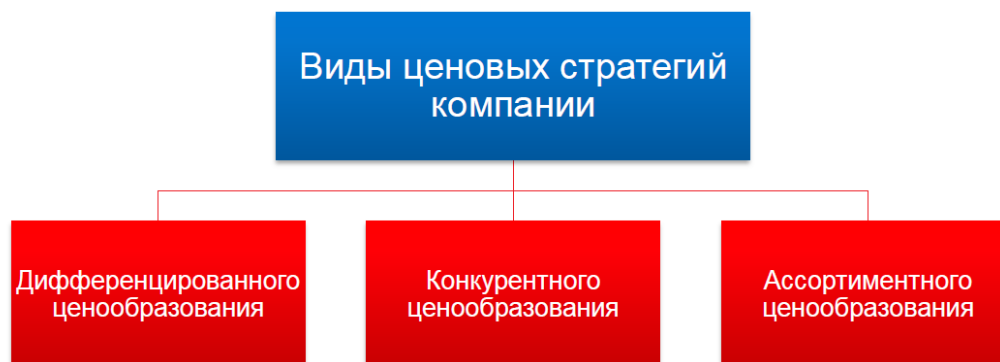 Виды ценовых стратегий
компании
Дифференцированного
ценообразования
Конкурентного
ценообразования
Ассортиментного
ценообразования